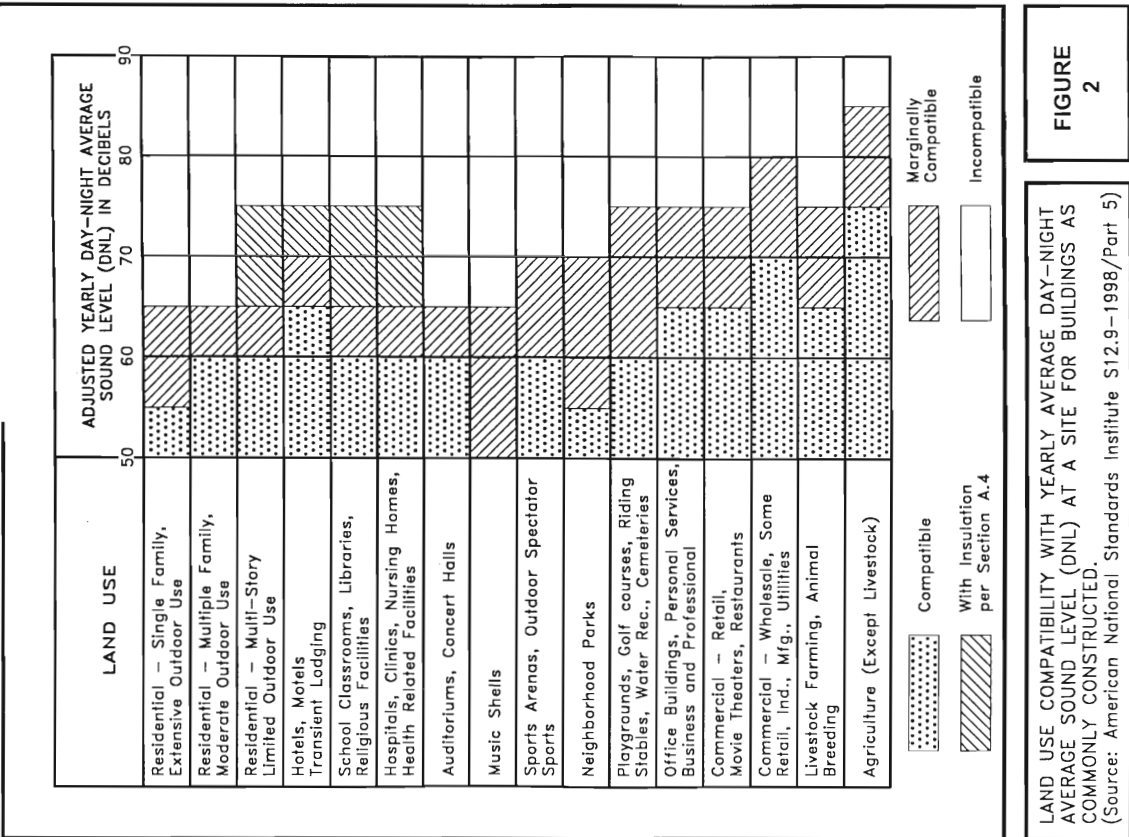 LAND USE
ADJUSTED YEARLY DAY-NIGHT AVERAGE
SOUND LEVEL (DNL) IN DECIBELS
50
60
70
80
90
Residential - Single Family,
Extensive Outdoor Use
Residential - Multiple Family,
Moderate Outdoor Use
Residential - Multi-Story
Limited Outdoor Use
Hotels, Motels
Transient Lodging
School Classrooms, Libraries,
Religious Facilities
Hospitals, Clinics, Nursing Homes,
Health Related Facilities
Auditoriums, Concert Halls
Music Shells
Sports Arenas, Outdoor Spectator
Sports
Neighborhood Parks
Playgrounds, Golf courses, Riding
Stables, Water Rec., Cemeteries
Office Buildings, Personal Services,
Business and Professional
Commercial - Retail,
Movie Theaters, Restaurants
Commercial - Wholesale, Some
Retail, Ind., Mfg., Utilities
Livestock Farming, Animal
Breeding
Agriculture (Except Livestock)
Compatible
Marginally
Compatible
With Insulation
per Section A.4
Incompatible
LAND USE COMPATIBILITY WITH YEARLY AVERAGE DAY-NIGHT
AVERAGE SOUND LEVEL (DNL) AT A SITE FOR BUILDINGS AS
COMMONLY CONSTRUCTED.
(Source: American National Standards Institute S12.9-1998/Part 5)
FIGURE
2